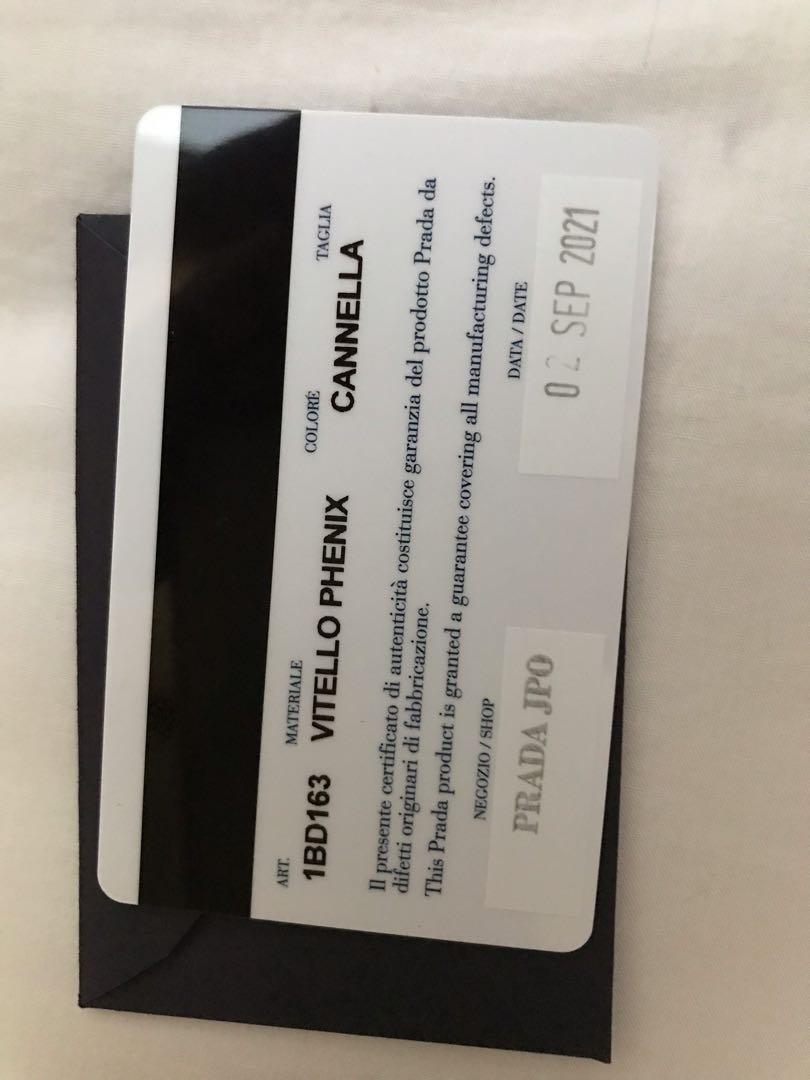 ART. MATERIALE COLORE TAGLIA
1BD163 VITELLO PHENIX CANNELLA
Il presente certificato di autenticità costituisce garanzia del prodotto Prada da
difetti originari di fabbricazione.
This Prada product is granted a guarantee covering all manufacturing defects.
NEGOZIO / SHOP DATA / DATE
PRADA JPO 02 SEP 2021